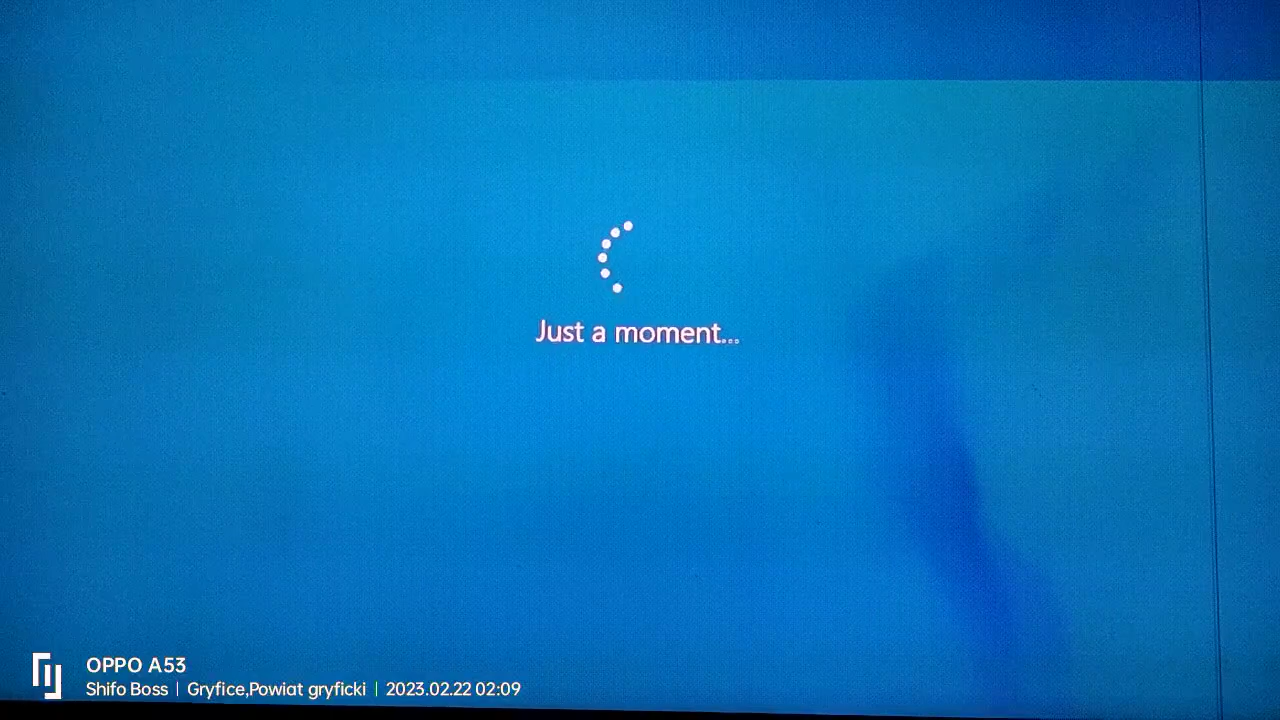 Just a moment...
OPPO A53
Shifo Boss | Gryfice,Powiat gryficki | 2023.02.22 02:09